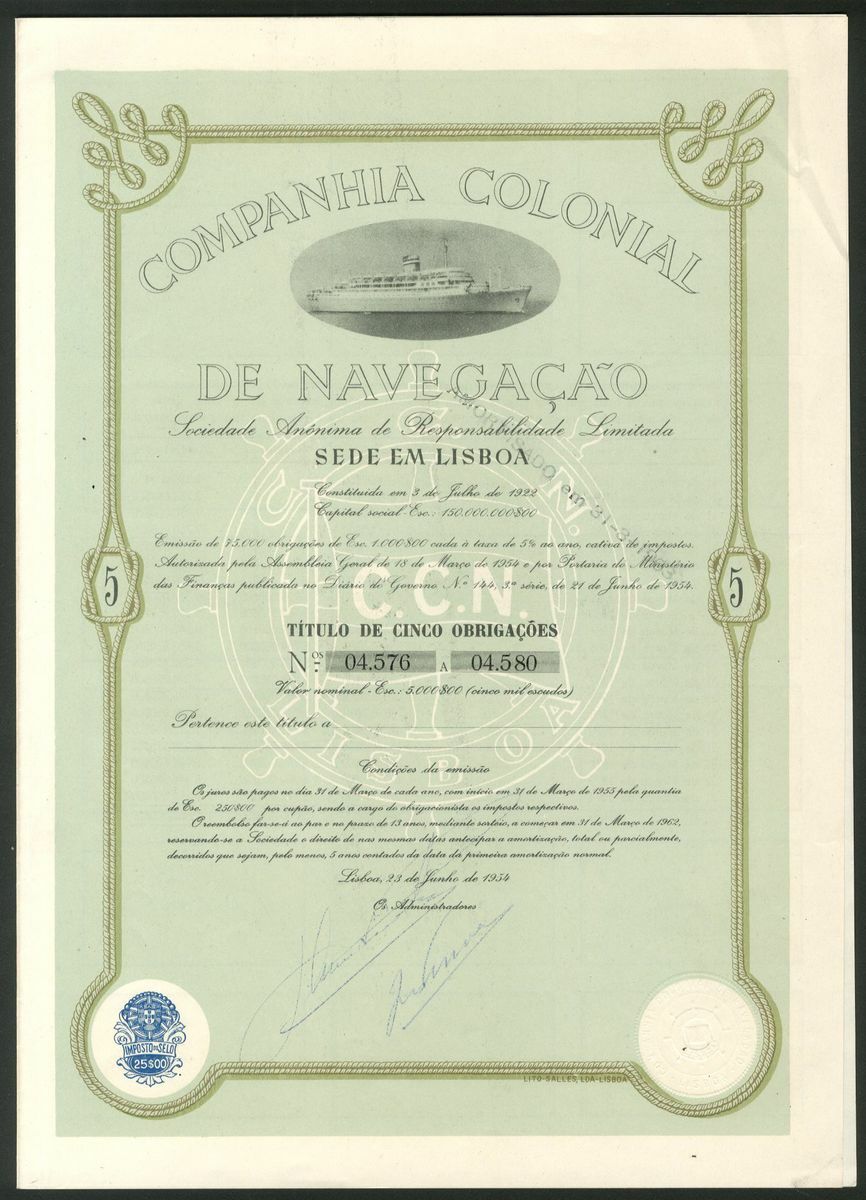 COMPANHIA COLONIAL
DE NAVEGAÇÃO
Sociedade Anónima de Responsabilidade Limitada
SEDE EM LISBOA
Constituida em 3 de Julho de 1922
Capital social - Esc.: 150.000.000$00
Emissão de 75.000 obrigações de Esc. 1.000$00 cada à taxa de 5% ao ano, cativa de impostos.
Autorizada pela Assembleia Geral de 18 de Março de 1954 e por Portaria do Ministério
das Finanças publicada no Diário do Governo N.º 144, 3.ª série, de 21 de Junho de 1954.
5
5
C. C. N.
LISBOA
TÍTULO DE CINCO OBRIGAÇÕES
Nos 04.576 A 04.580
Valor nominal - Esc.: 5.000$00 (cinco mil escudos)
Pertence este título a
Condições da emissão
Os juros são pagos no dia 31 de Março de cada ano, com início em 31 de Março de 1955 pela quantia
de Esc. 250$00 por cupão, sendo a cargo do obrigacionista os impostos respectivos.
O reembolso far-se-á ao par e no prazo de 13 anos, mediante sorteio, a começar em 31 de Março de 1962,
reservando-se a Sociedade o direito de nas mesmas datas antecipar a amortização, total ou parcialmente,
decorridos que sejam, pelo menos, 5 anos contados da data da primeira amortização normal.
Lisboa, 23 de Junho de 1954
Os Administradores
IMPOSTO DO SELO
25$00
LITO-SALLES, LDA-LISBOA